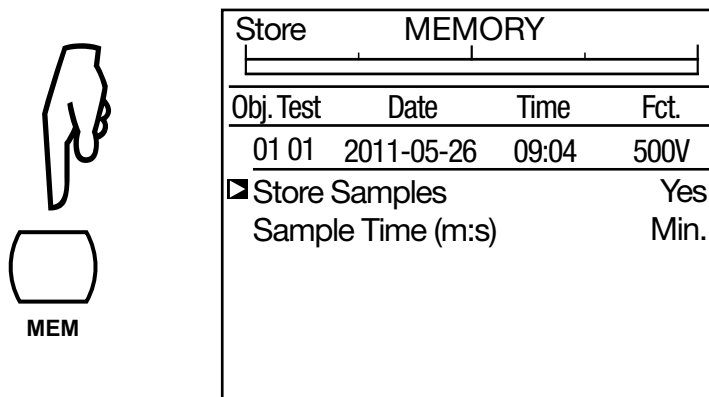 Store MEMORY
Obj. Test Date Time Fct.
01 01 2011-05-26 09:04 500V
Store Samples Yes
Sample Time (m:s) Min.
MEM